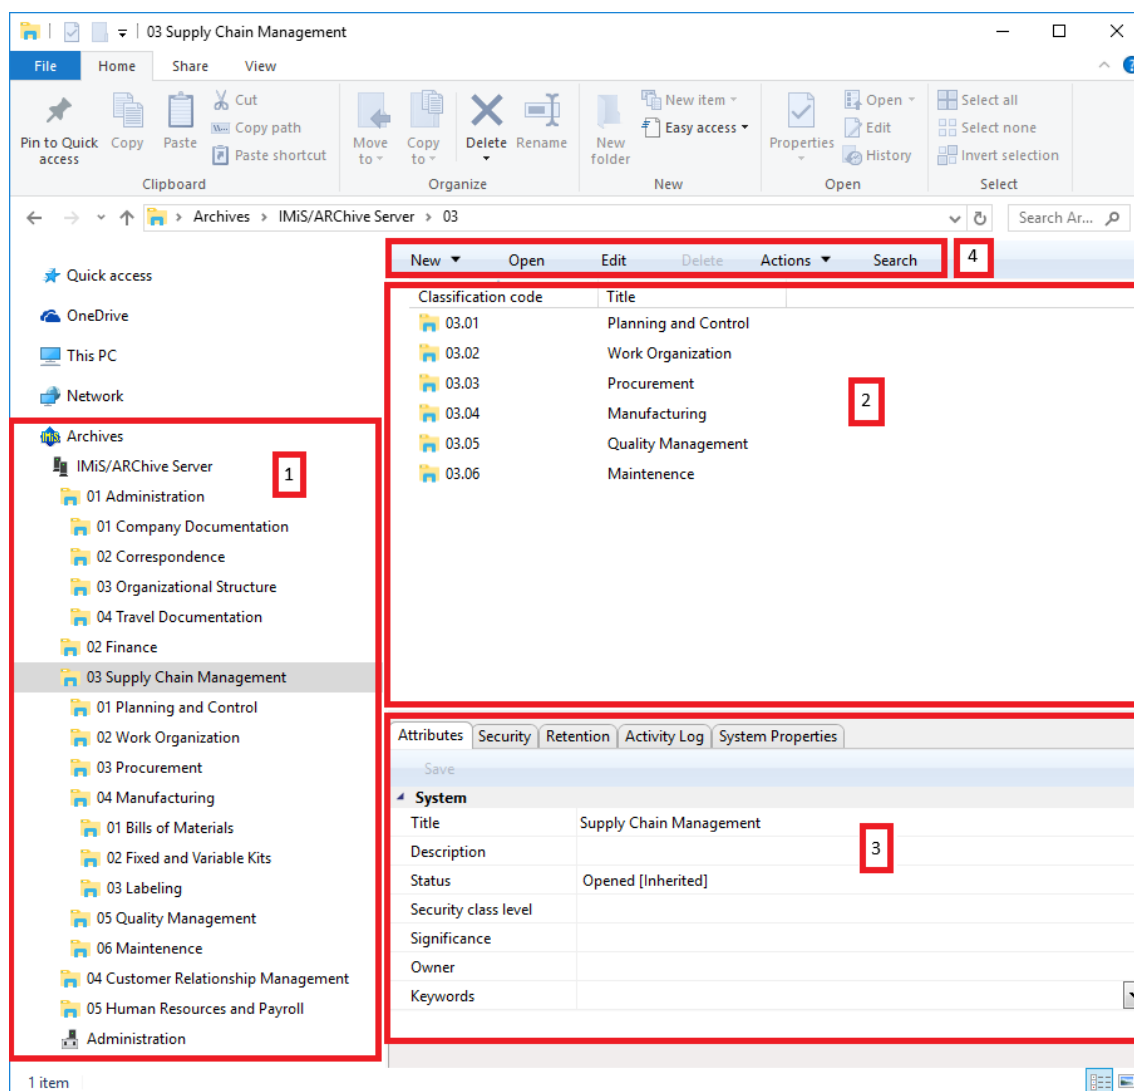 03 Supply Chain Management
File Home Share View
Pin to Quick access
Copy
Paste
Cut
Copy path
Paste shortcut
Clipboard
Move to
Copy to
Delete
Rename
Organize
New folder
New item
Easy access
New
Properties
Open
Edit
History
Open
Select all
Select none
Invert selection
Select
Archives > IMiS/ARChive Server > 03
Search Ar...
Quick access
OneDrive
This PC
Network
Archives
IMiS/ARChive Server
1
01 Administration
01 Company Documentation
02 Correspondence
03 Organizational Structure
04 Travel Documentation
02 Finance
03 Supply Chain Management
01 Planning and Control
02 Work Organization
03 Procurement
04 Manufacturing
01 Bills of Materials
02 Fixed and Variable Kits
03 Labeling
05 Quality Management
06 Maintenence
04 Customer Relationship Management
05 Human Resources and Payroll
Administration
New Open Edit Delete Actions Search
4
Classification code Title
03.01 Planning and Control
03.02 Work Organization
03.03 Procurement
03.04 Manufacturing
03.05 Quality Management
03.06 Maintenence
2
Attributes Security Retention Activity Log System Properties
Save
System
Title Supply Chain Management
Description
Status Opened [Inherited]
Security class level
Significance
Owner
Keywords
3
1 item